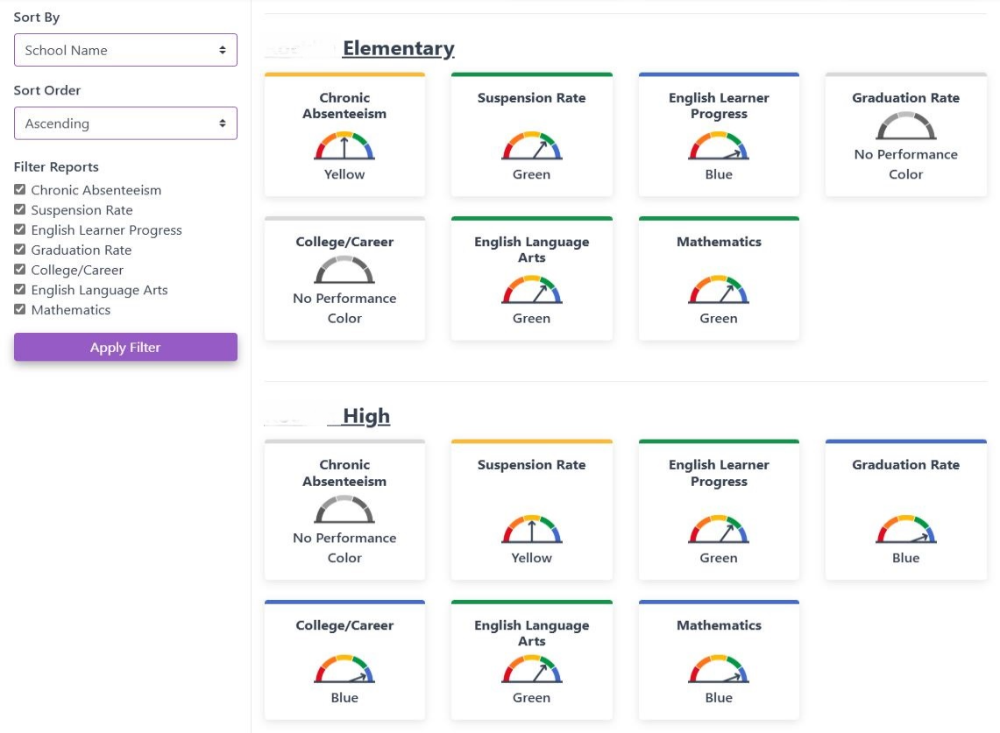 Sort By
School Name
Sort Order
Ascending
Filter Reports
Chronic Absenteeism
Suspension Rate
English Learner Progress
Graduation Rate
College/Career
English Language Arts
Mathematics
Apply Filter
Elementary
Chronic
Absenteeism
Yellow
Suspension Rate
Green
English Learner
Progress
Blue
Graduation Rate
No Performance
Color
College/Career
No Performance
Color
English Language
Arts
Green
Mathematics
Green
High
Chronic
Absenteeism
No Performance
Color
Suspension Rate
Yellow
English Learner
Progress
Green
Graduation Rate
Blue
College/Career
Blue
English Language
Arts
Green
Mathematics
Blue